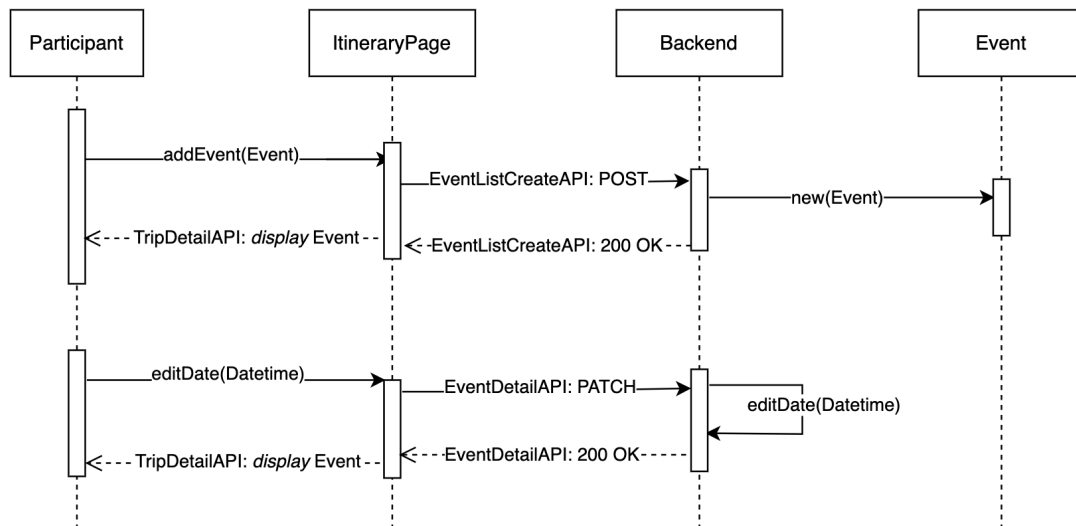 Participant
ItineraryPage
Backend
Event
addEvent(Event)
EventListCreateAPI: POST
new(Event)
TripDetailAPI: display Event
EventListCreateAPI: 200 OK
editDate(Datetime)
EventDetailAPI: PATCH
editDate(Datetime)
TripDetailAPI: display Event
EventDetailAPI: 200 OK